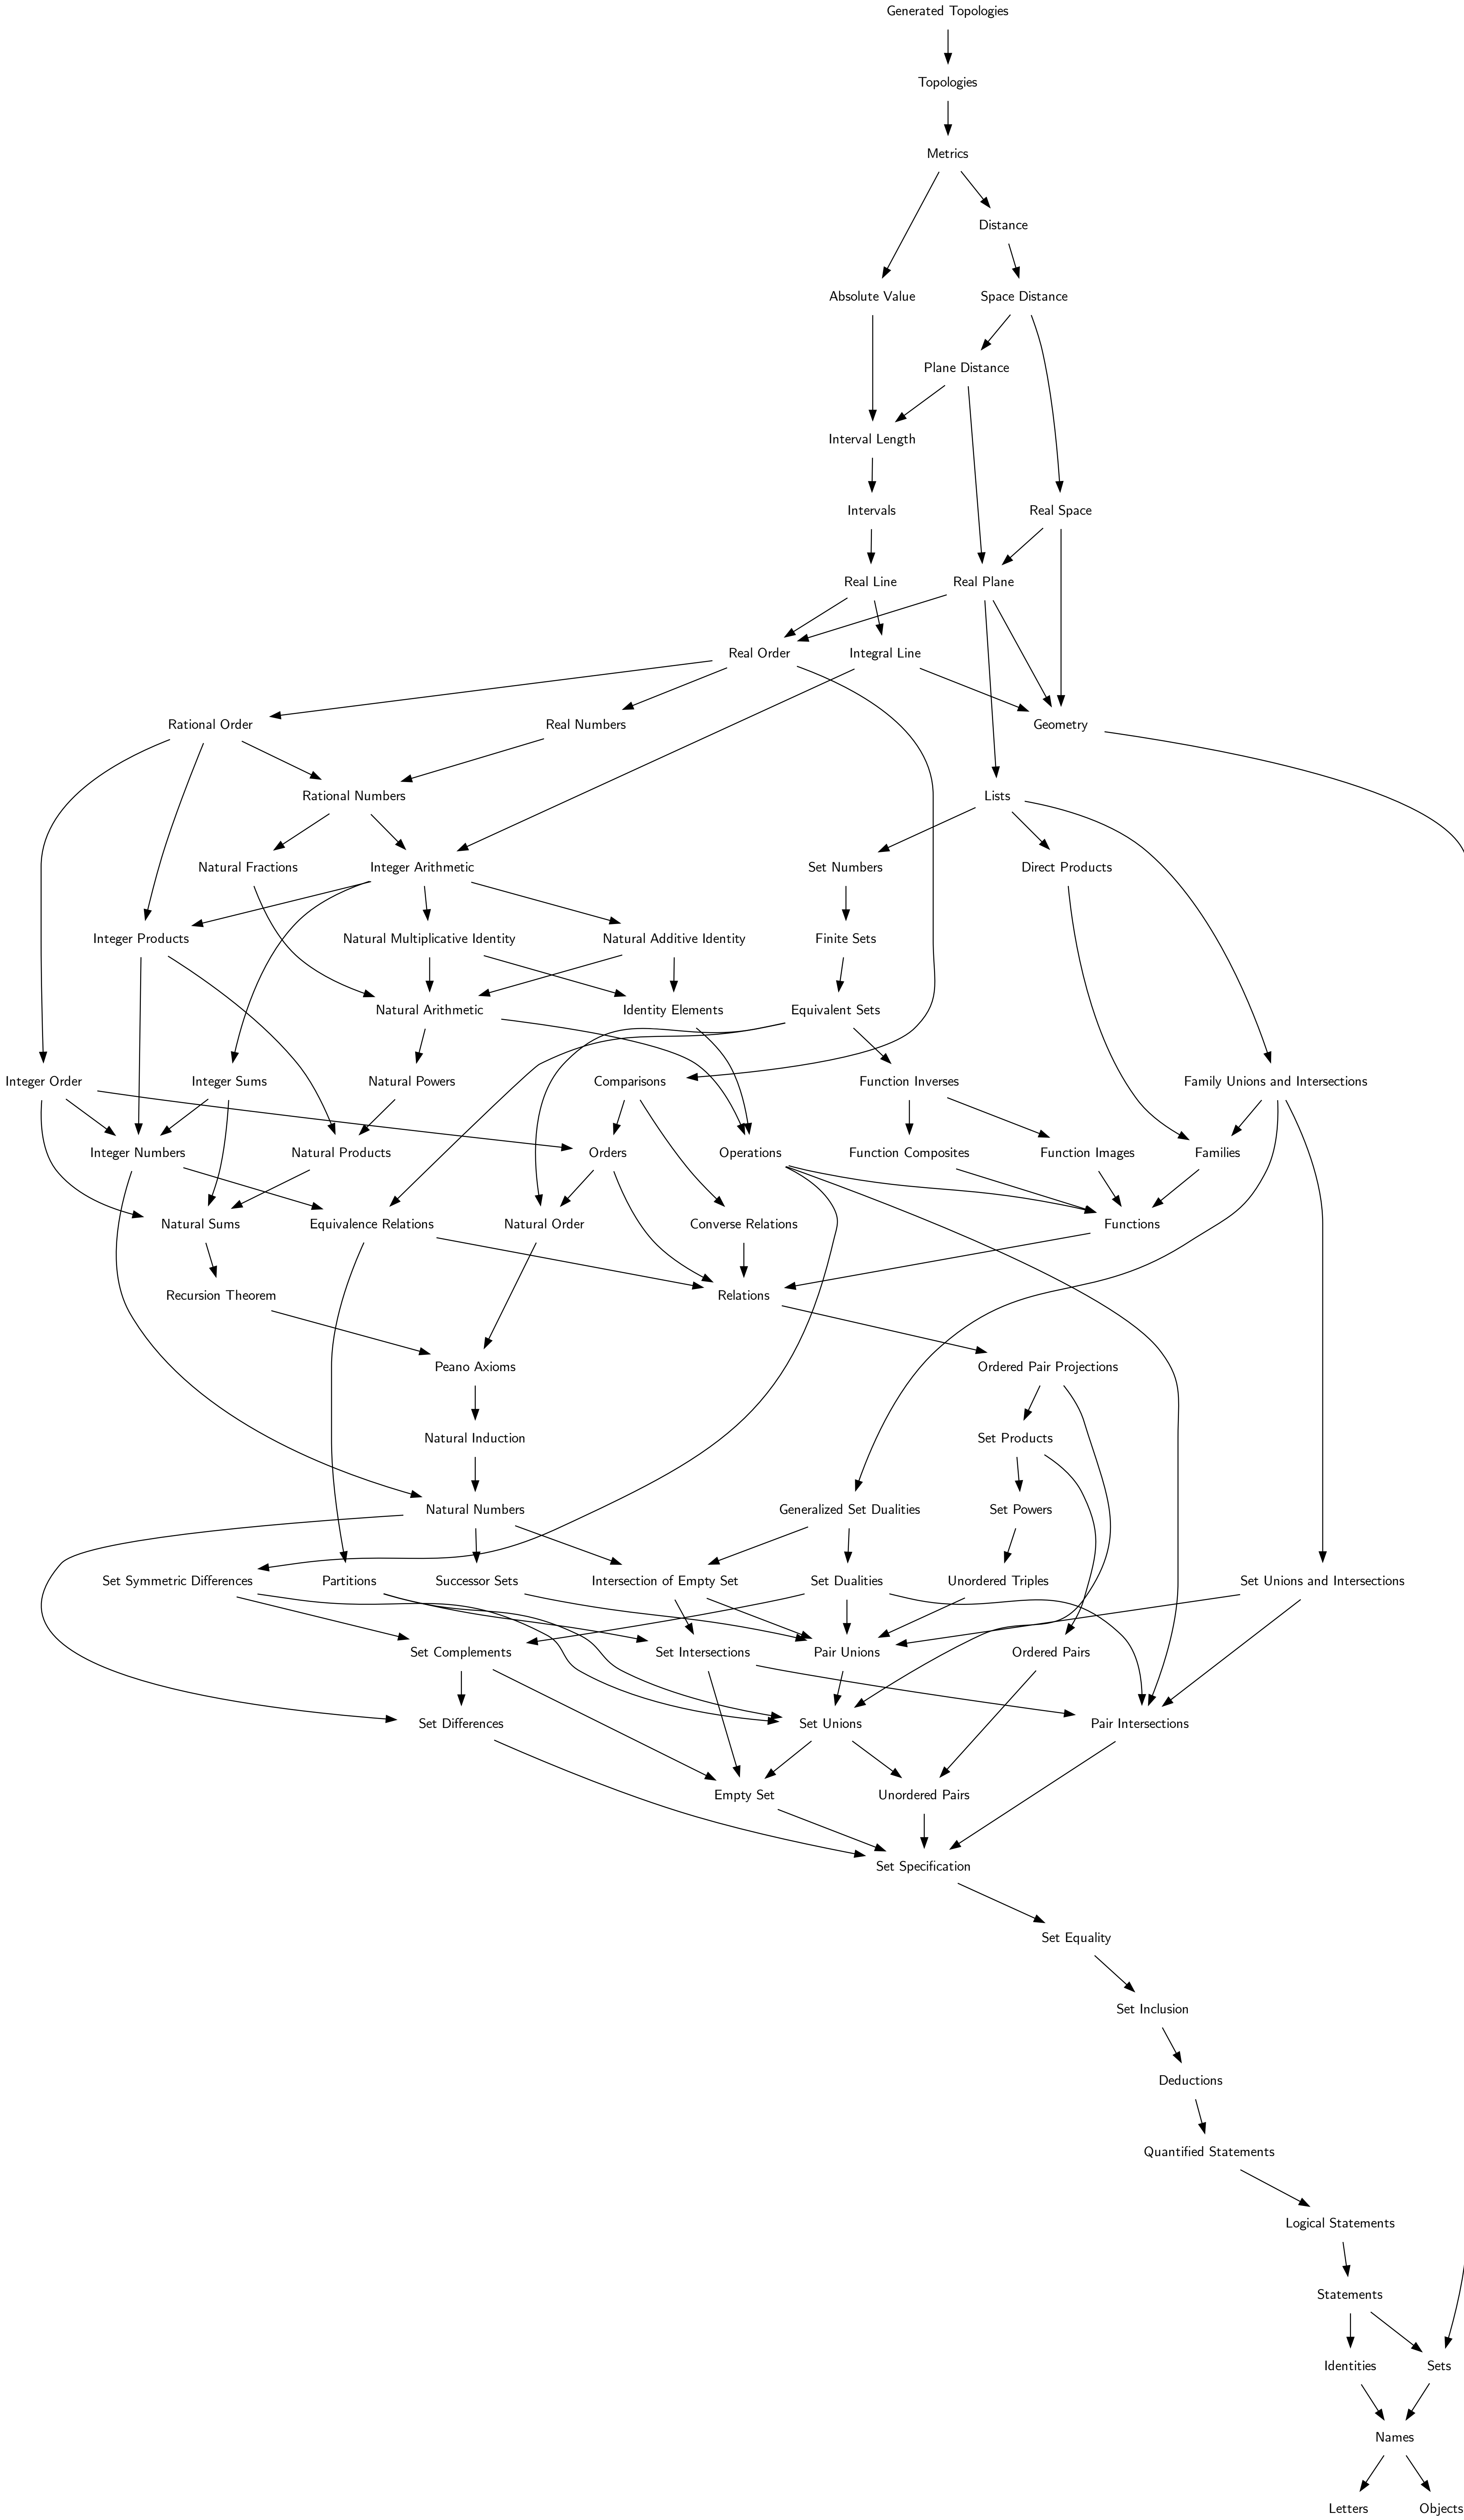 Generated Topologies
Topologies
Metrics
Distance
Absolute Value
Space Distance
Plane Distance
Interval Length
Intervals
Real Space
Real Line
Real Plane
Real Order
Integral Line
Rational Order
Real Numbers
Geometry
Rational Numbers
Lists
Natural Fractions
Integer Arithmetic
Set Numbers
Direct Products
Integer Products
Natural Multiplicative Identity
Natural Additive Identity
Finite Sets
Natural Arithmetic
Identity Elements
Equivalent Sets
Integer Order
Integer Sums
Natural Powers
Comparisons
Function Inverses
Family Unions and Intersections
Integer Numbers
Natural Products
Orders
Operations
Function Composites
Function Images
Families
Natural Sums
Equivalence Relations
Natural Order
Converse Relations
Functions
Recursion Theorem
Relations
Peano Axioms
Ordered Pair Projections
Natural Induction
Set Products
Natural Numbers
Generalized Set Dualities
Set Powers
Set Symmetric Differences
Partitions
Successor Sets
Intersection of Empty Set
Set Dualities
Unordered Triples
Set Unions and Intersections
Set Complements
Set Intersections
Pair Unions
Ordered Pairs
Set Differences
Set Unions
Pair Intersections
Empty Set
Unordered Pairs
Set Specification
Set Equality
Set Inclusion
Deductions
Quantified Statements
Logical Statements
Statements
Identities
Sets
Names
Letters
Objects